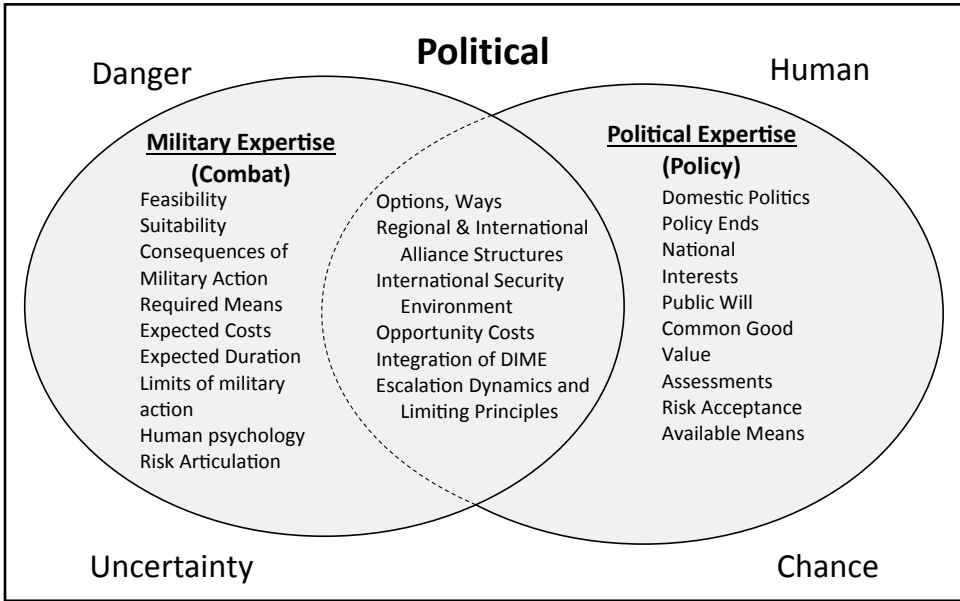 Political
Danger
Human
Military Expertise
(Combat)
Feasibility
Suitability
Consequences of
Military Action
Required Means
Expected Costs
Expected Duration
Limits of military
action
Human psychology
Risk Articulation
Options, Ways
Regional & International
Alliance Structures
International Security
Environment
Opportunity Costs
Integration of DIME
Escalation Dynamics and
Limiting Principles
Political Expertise
(Policy)
Domestic Politics
Policy Ends
National
Interests
Public Will
Common Good
Value
Assessments
Risk Acceptance
Available Means
Uncertainty
Chance